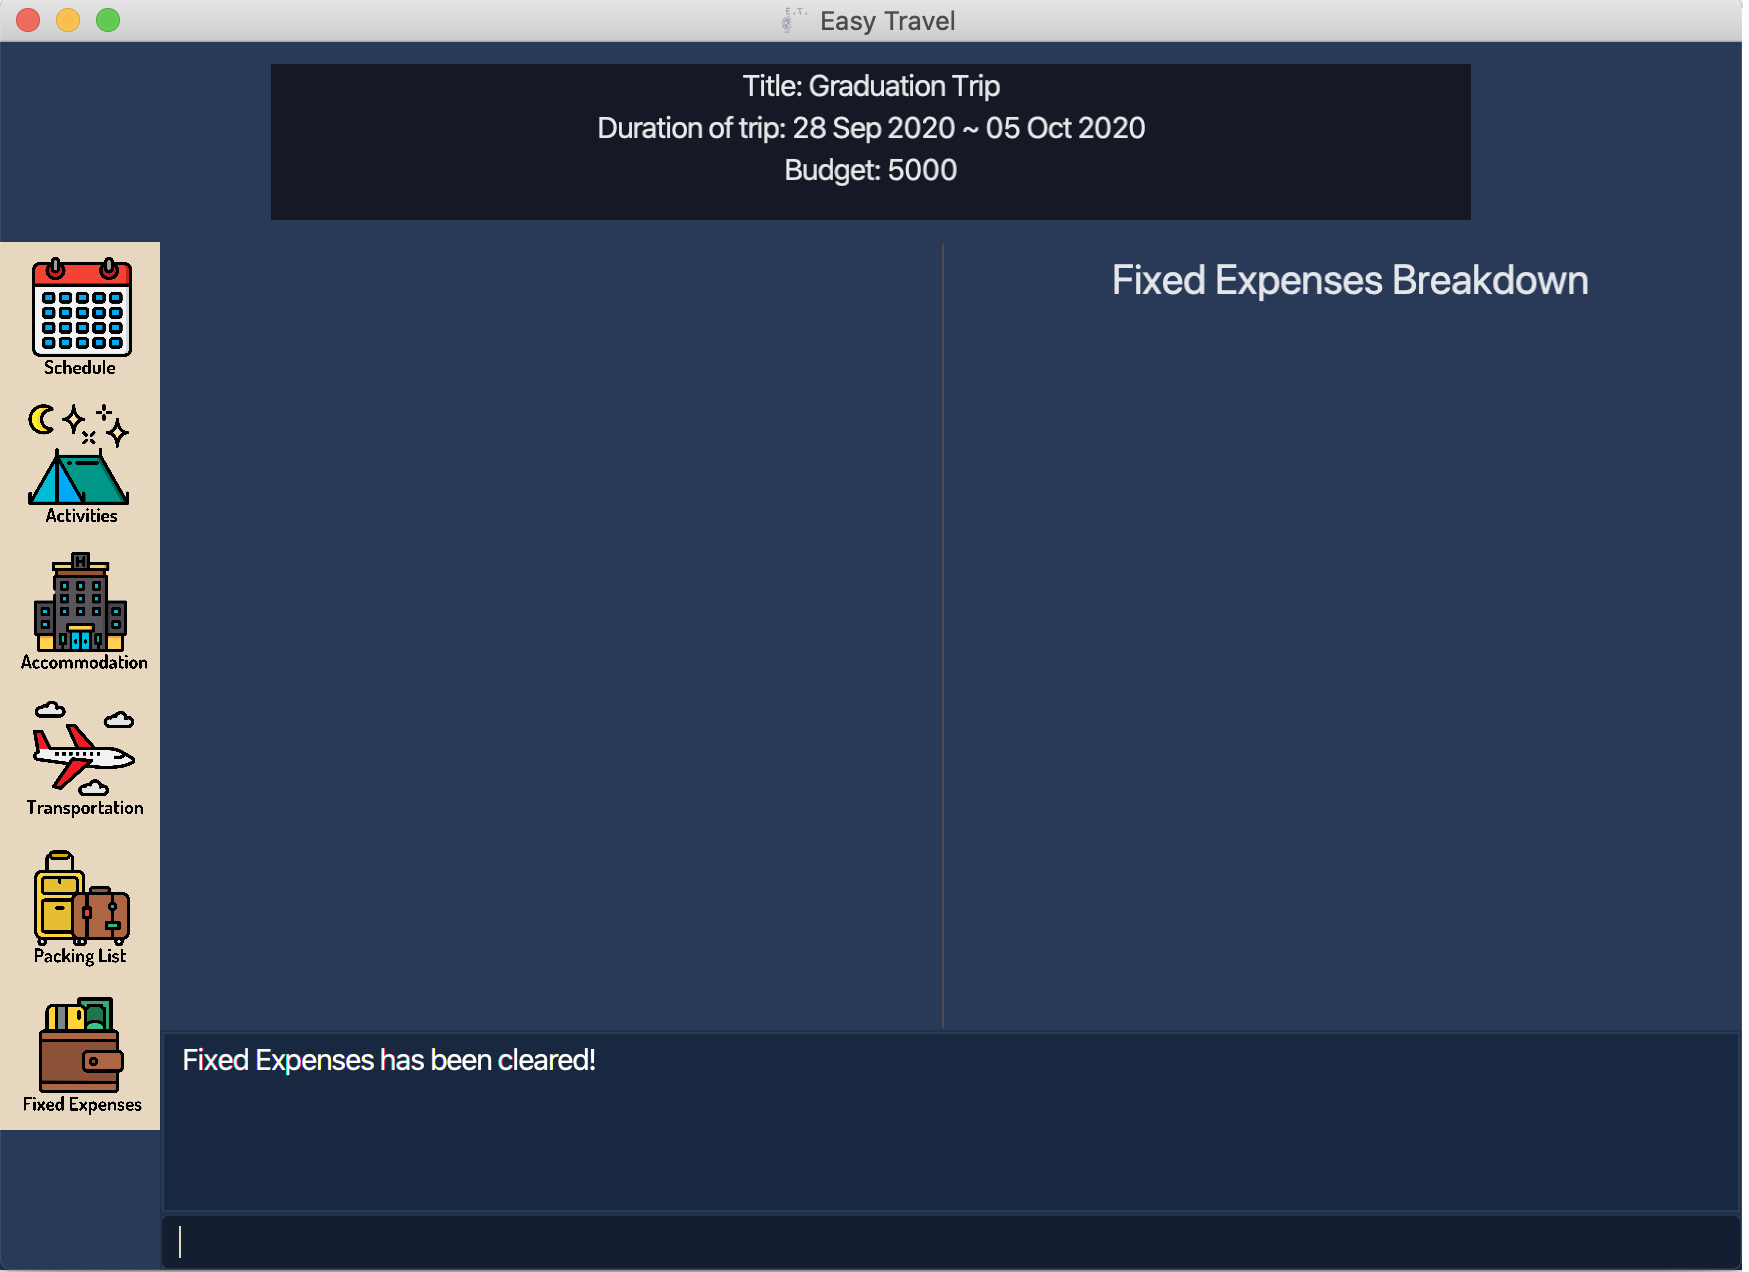 E.T.
Easy Travel
Title: Graduation Trip
Duration of trip: 28 Sep 2020 ~ 05 Oct 2020
Budget: 5000
Schedule
Activities
H
Accommodation
Transportation
Packing List
Fixed Expenses
Fixed Expenses Breakdown
Fixed Expenses has been cleared!